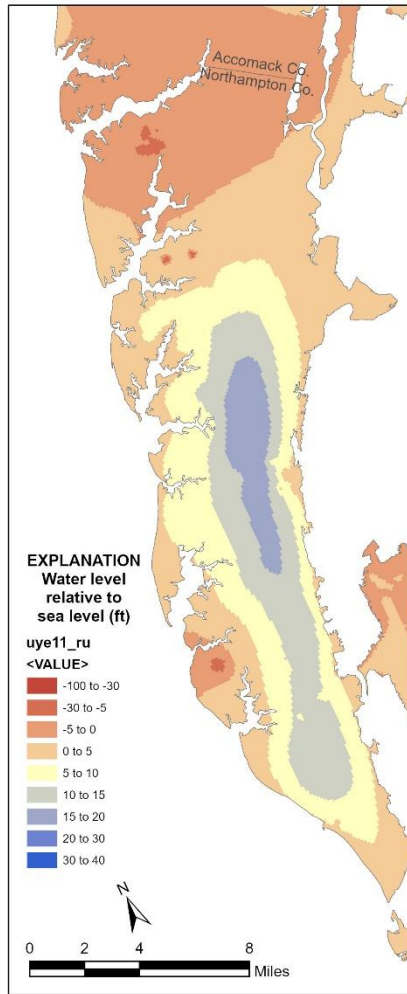 Accomack Co.
Northampton Co.
EXPLANATION
Water level
relative to
sea level (ft)
uye11_ru
<VALUE>
-100 to -30
-30 to -5
-5 to 0
0 to 5
5 to 10
10 to 15
15 to 20
20 to 30
30 to 40
N
0 2 4 8
Miles